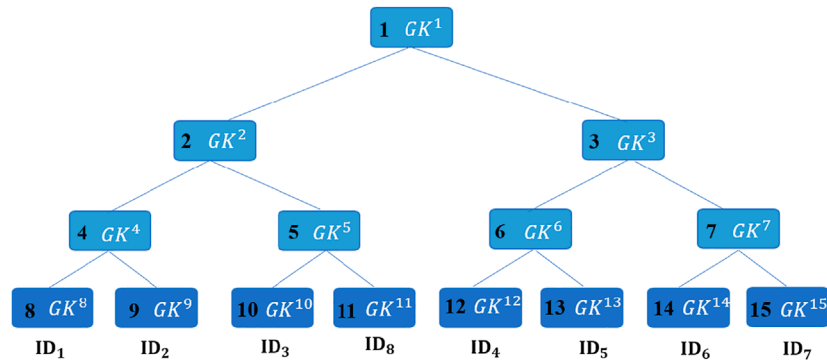 1 GK¹
2 GK² 3 GK³
4 GK⁴ 5 GK⁵ 6 GK⁶ 7 GK⁷
8 GK⁸ 9 GK⁹ 10 GK¹⁰ 11 GK¹¹ 12 GK¹² 13 GK¹³ 14 GK¹⁴ 15 GK¹⁵
ID₁ ID₂ ID₃ ID₈ ID₄ ID₅ ID₆ ID₇